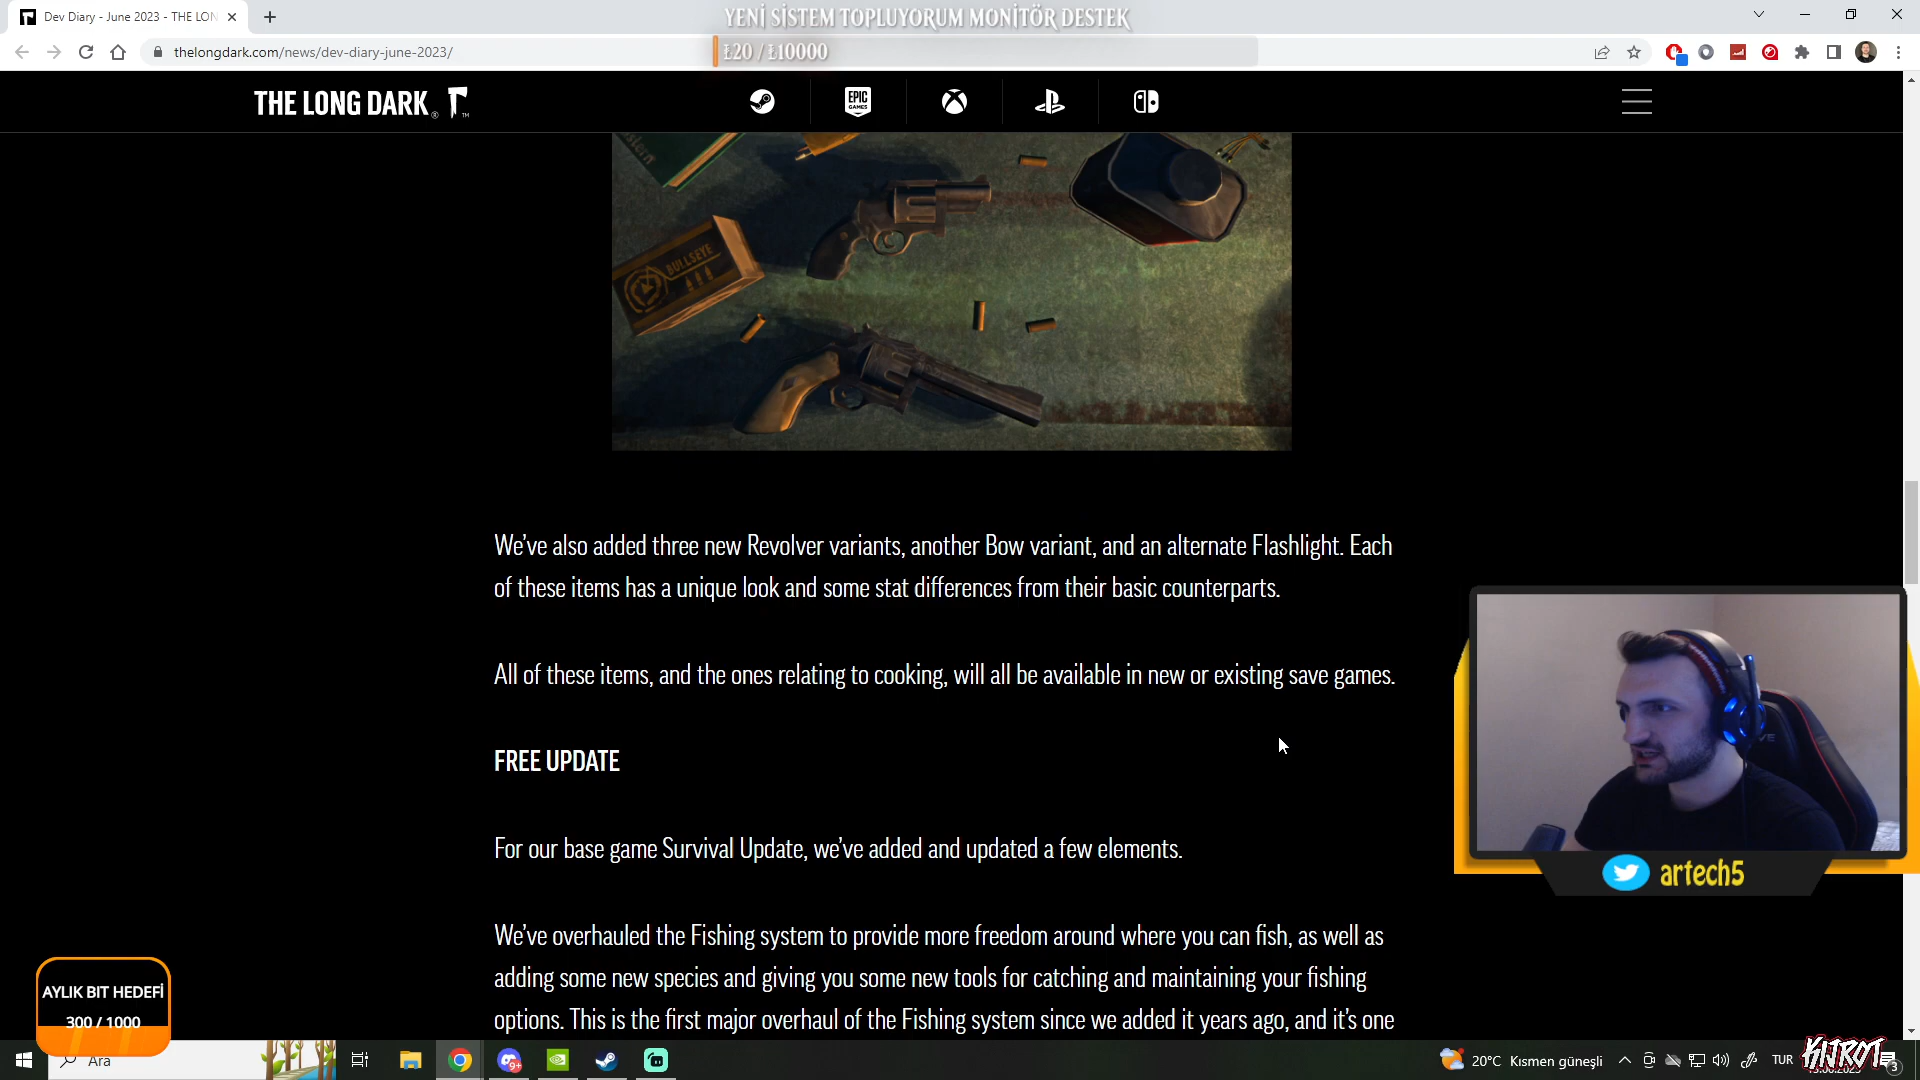 Dev Diary - June 2023 - THE LON
YENİ SİSTEM TOPLUYORUM MONİTÖR DESTEK
₺20 / ₺10000
thelongdark.com/news/dev-diary-june-2023/
THE LONG DARK
EPIC GAMES
BULLSEYE
We've also added three new Revolver variants, another Bow variant, and an alternate Flashlight. Each
of these items has a unique look and some stat differences from their basic counterparts.
All of these items, and the ones relating to cooking, will all be available in new or existing save games.
FREE UPDATE
For our base game Survival Update, we've added and updated a few elements.
We've overhauled the Fishing system to provide more freedom around where you can fish, as well as
adding some new species and giving you some new tools for catching and maintaining your fishing
options. This is the first major overhaul of the Fishing system since we added it years ago, and it's one
artech5
AYLIK BIT HEDEFİ
300 / 1000
Ara
9+
20°C Kısmen güneşli
TUR
KIJROT
3